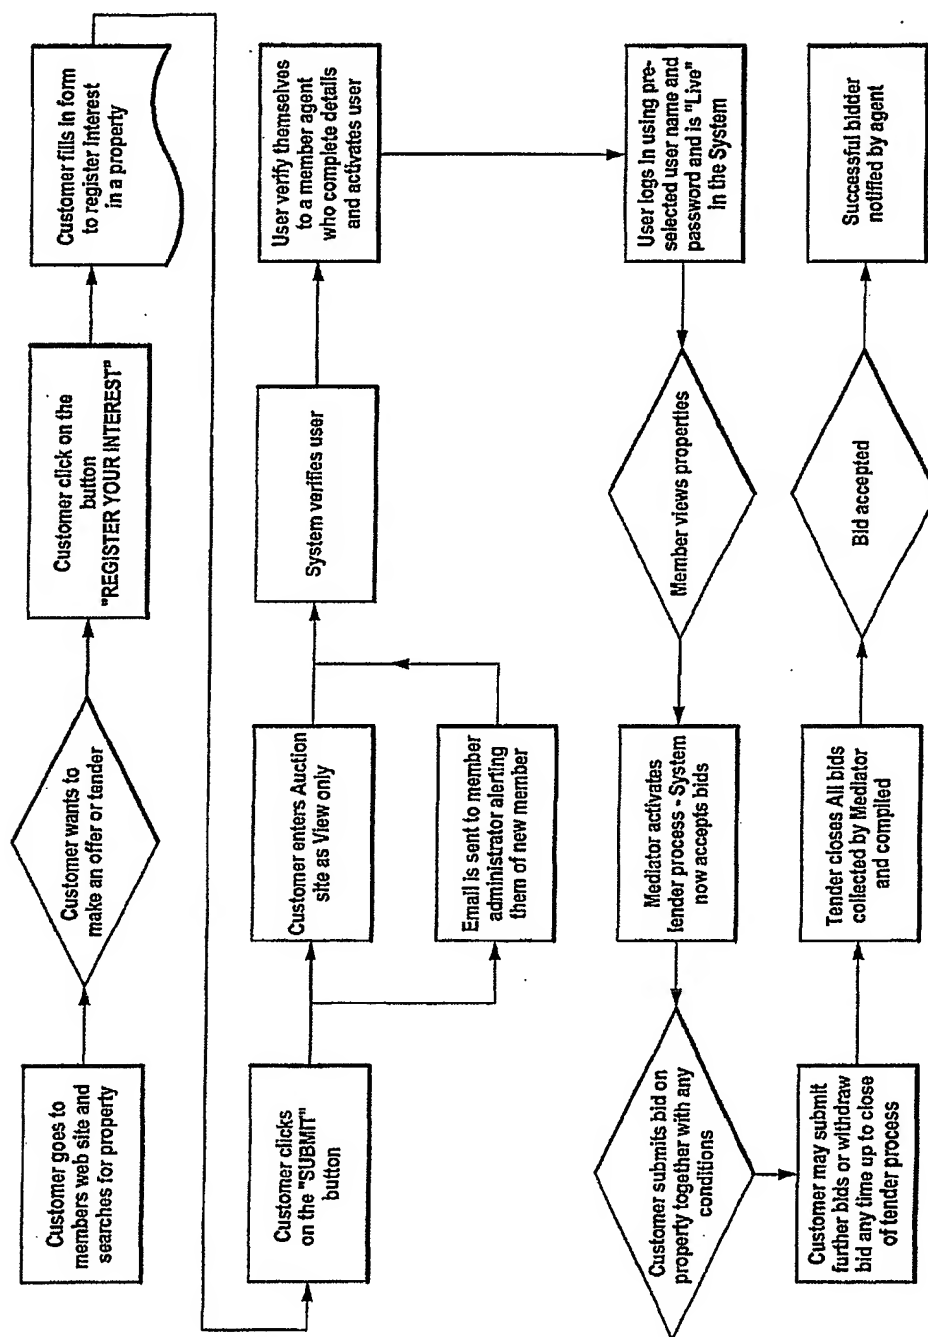 Customer goes to
members web site and
searches for property
Customer wants to
make an offer or tender
Customer click on the
button
"REGISTER YOUR INTEREST"
Customer fills in form
to register interest
in a property
Customer clicks
on the "SUBMIT"
button
Customer enters Auction
site as View only
Email is sent to member
administrator alerting
them of new member
System verifies user
User verify themselves
to a member agent
who complete details
and activates user
User logs in using pre-
selected user name and
password and is "Live"
in the System
Member views properties
Mediator activates
tender process - System
now accepts bids
Customer submits bid on
property together with any
conditions
Customer may submit
further bids or withdraw
bid any time up to close
of tender process
Tender closes All bids
collected by Mediator
and complied
Bid accepted
Successful bidder
notified by agent